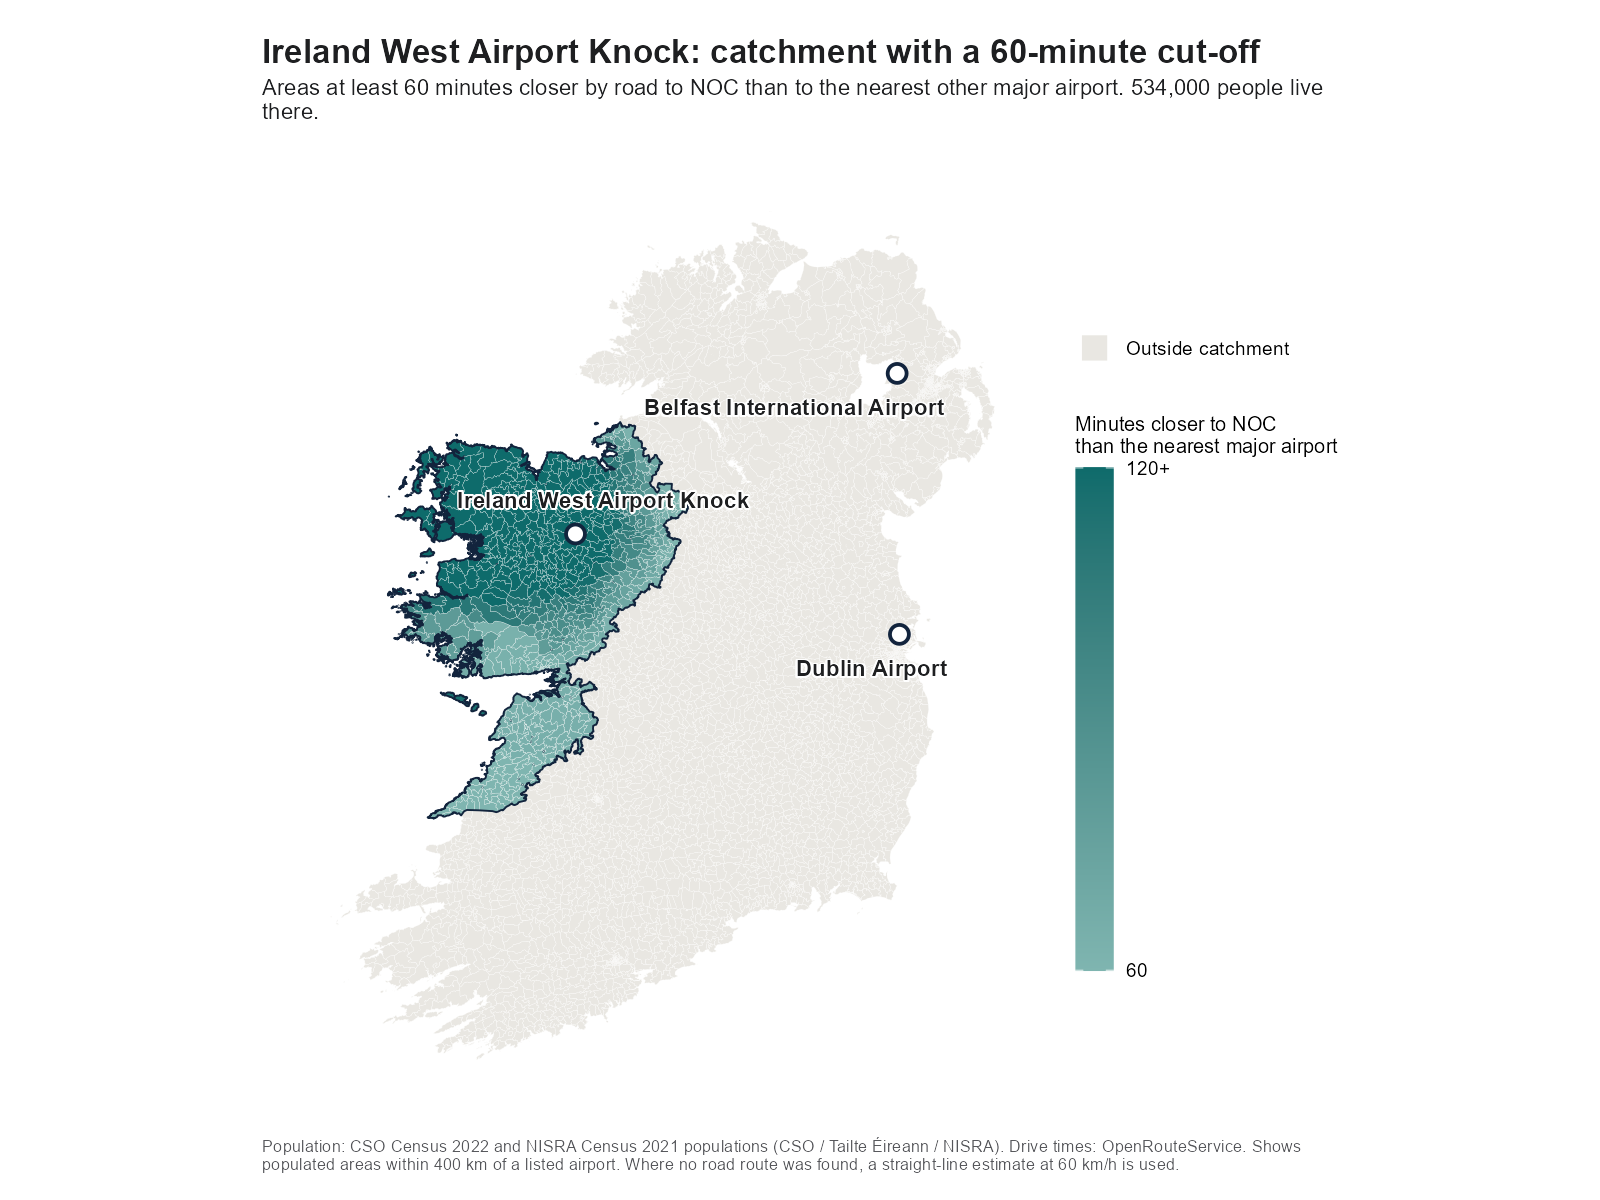 Ireland West Airport Knock: catchment with a 60-minute cut-off
Areas at least 60 minutes closer by road to NOC than to the nearest other major airport. 534,000 people live
there.
Outside catchment
Belfast International Airport
Minutes closer to NOC
than the nearest major airport
120+
Ireland West Airport Knock
Dublin Airport
60
Population: CSO Census 2022 and NISRA Census 2021 populations (CSO / Tailte Éireann / NISRA). Drive times: OpenRouteService. Shows
populated areas within 400 km of a listed airport. Where no road route was found, a straight-line estimate at 60 km/h is used.